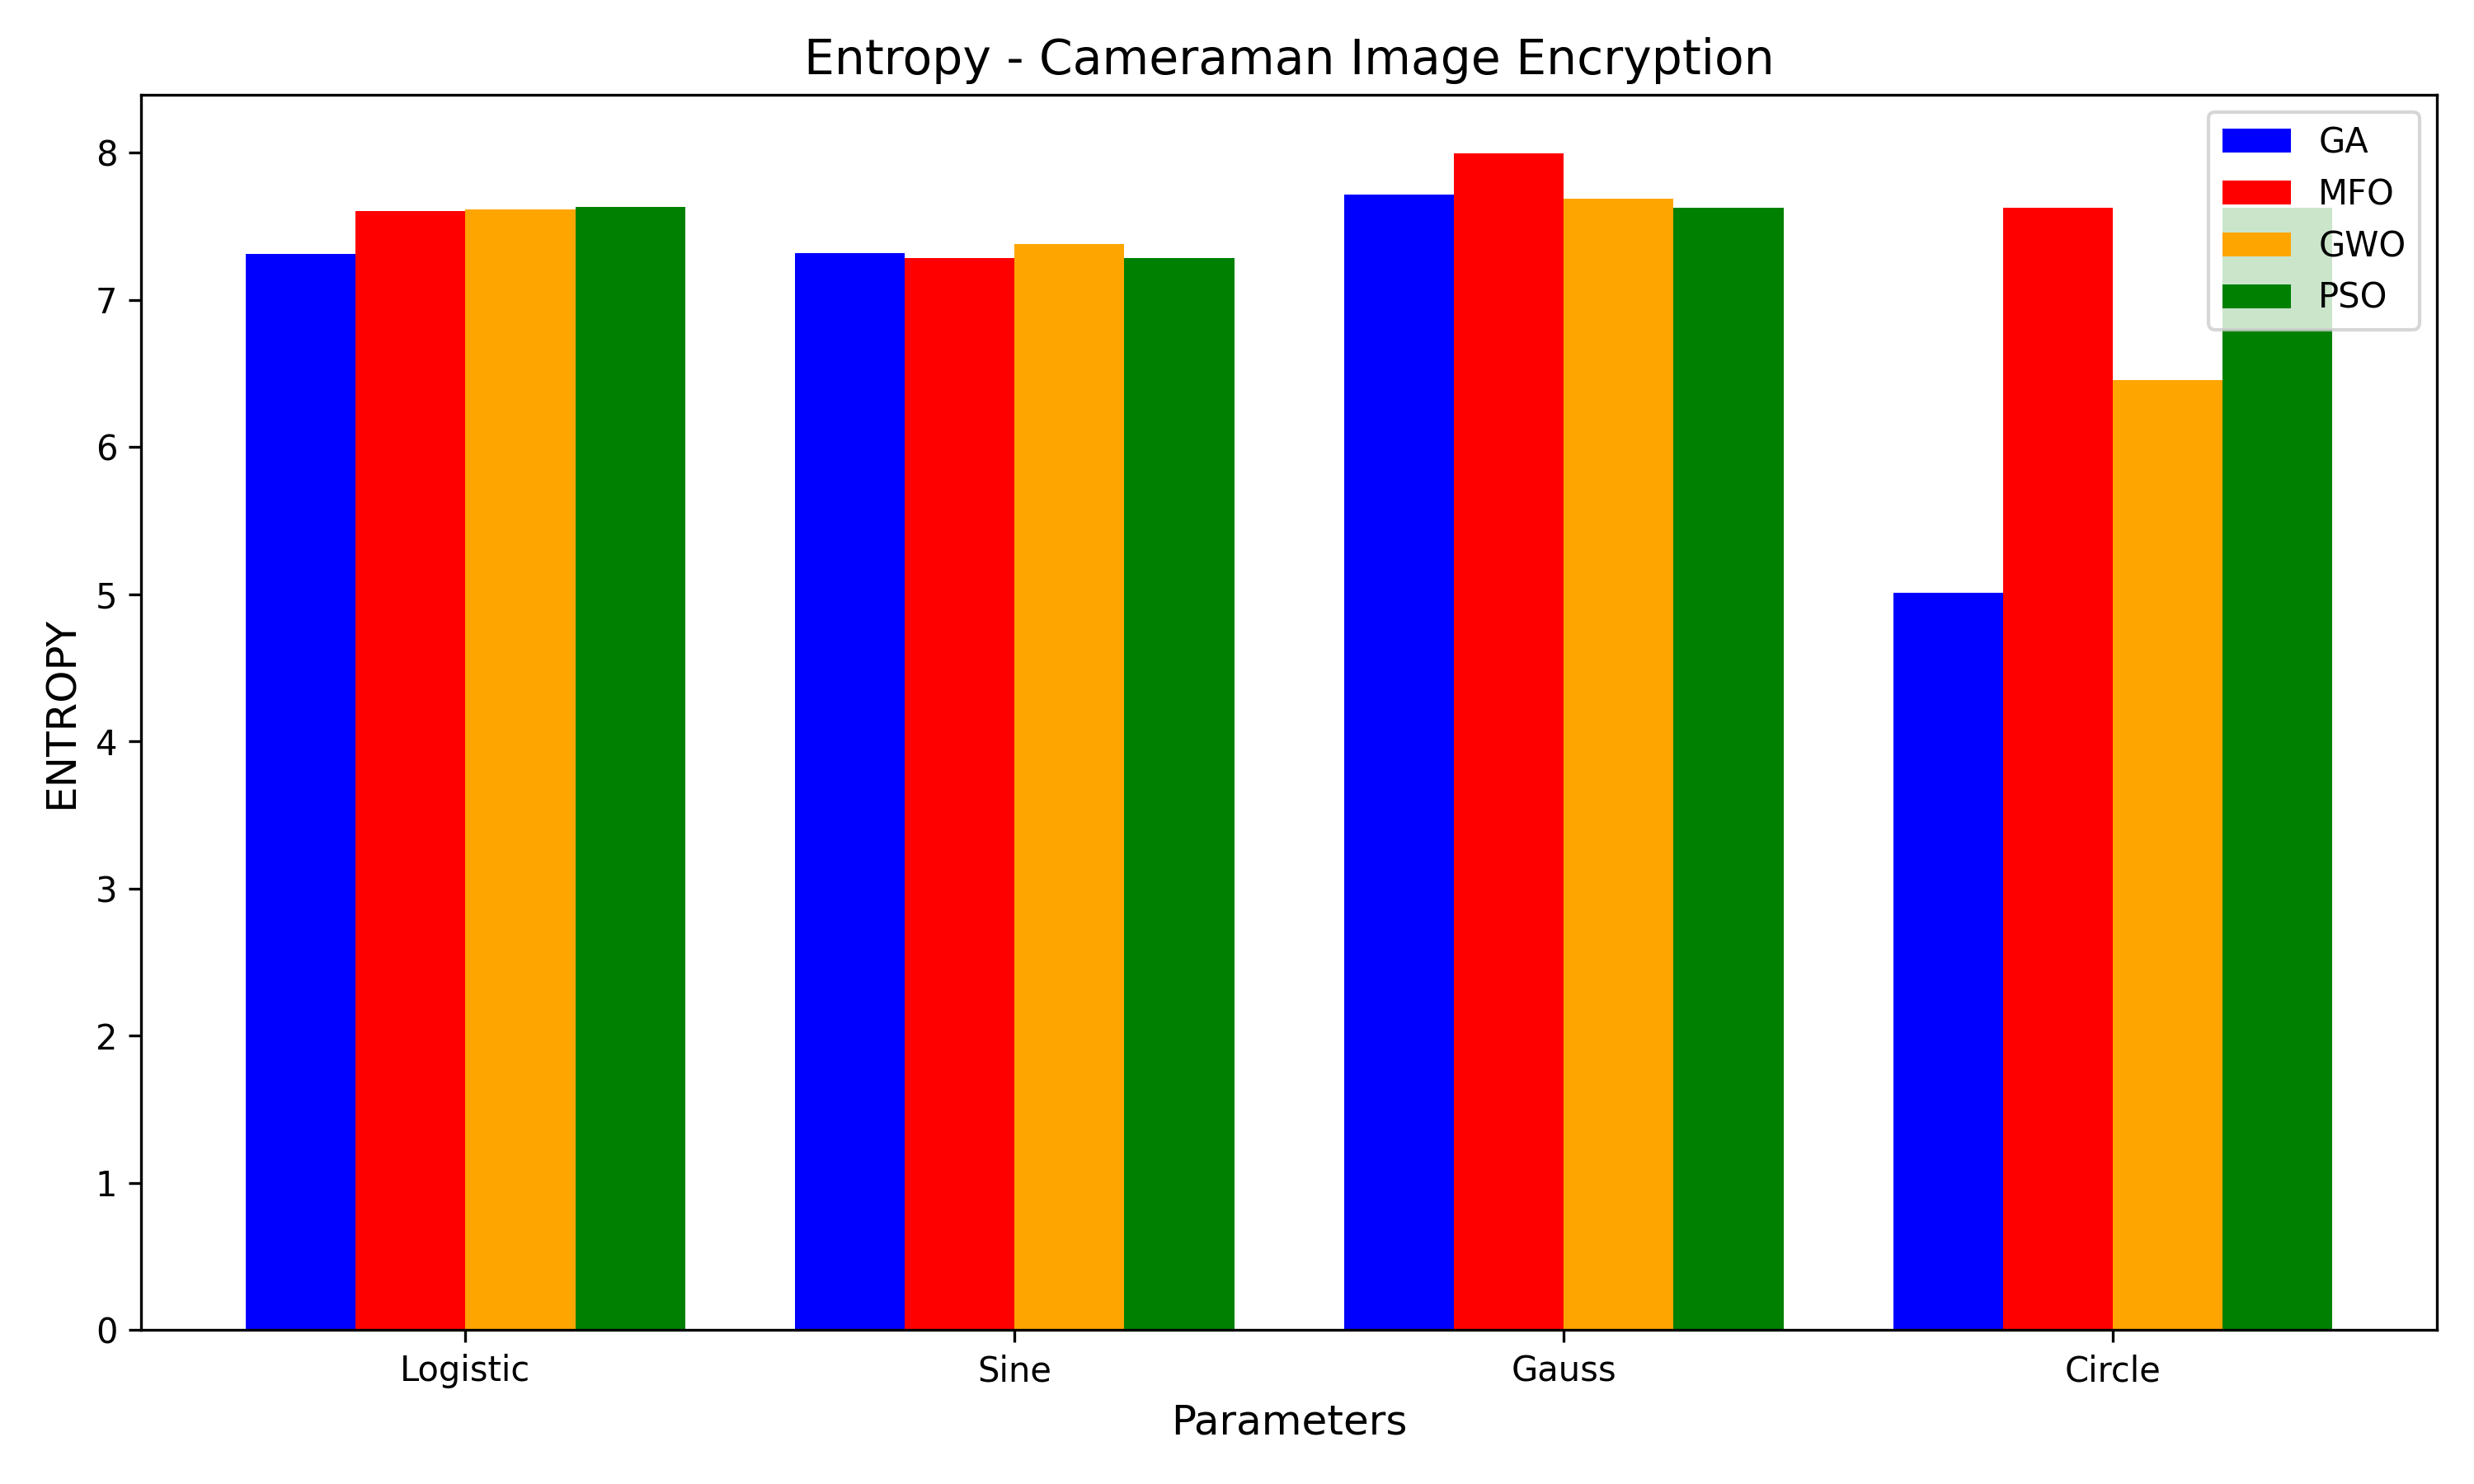 Entropy - Cameraman Image Encryption
GA
MFO
GWO
PSO
ENTROPY
8
7
6
5
4
3
2
1
0
Logistic
Sine
Gauss
Circle
Parameters